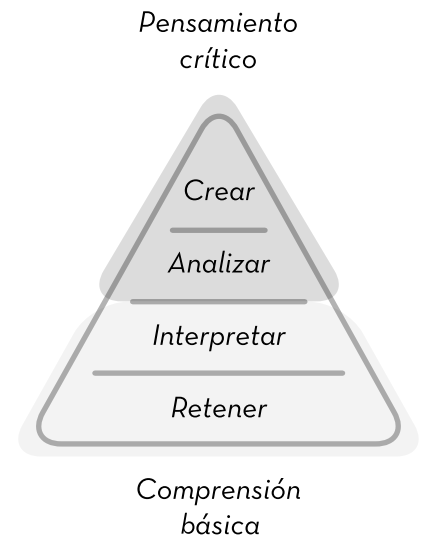 Pensamiento
crítico
Crear
Analizar
Interpretar
Retener
Comprensión
básica